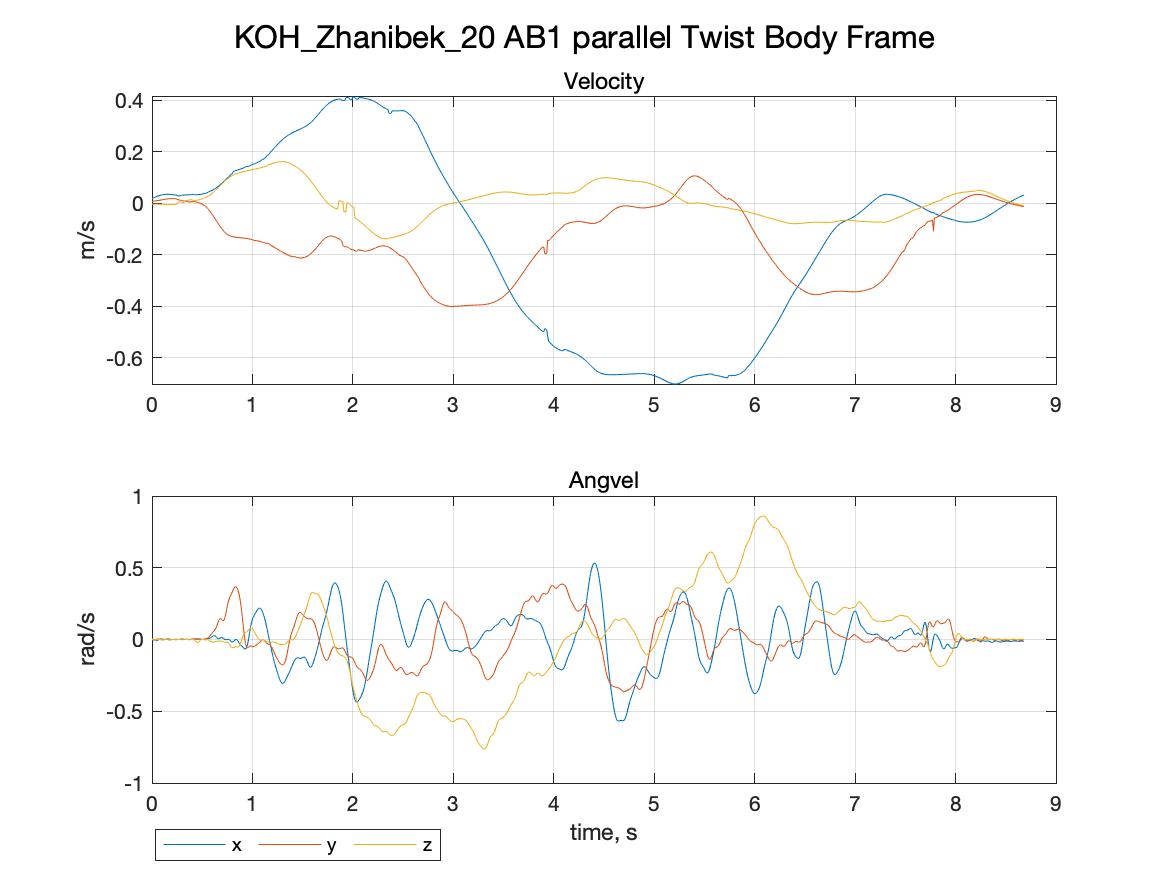 KOH_Zhanibek_20 AB1 parallel Twist Body Frame
Velocity
0.4
0.2
0
-0.2
-0.4
-0.6
m/s
0 1 2 3 4 5 6 7 8 9
Angvel
1
0.5
0
-0.5
-1
rad/s
0 1 2 3 4 5 6 7 8 9
time, s
x y z